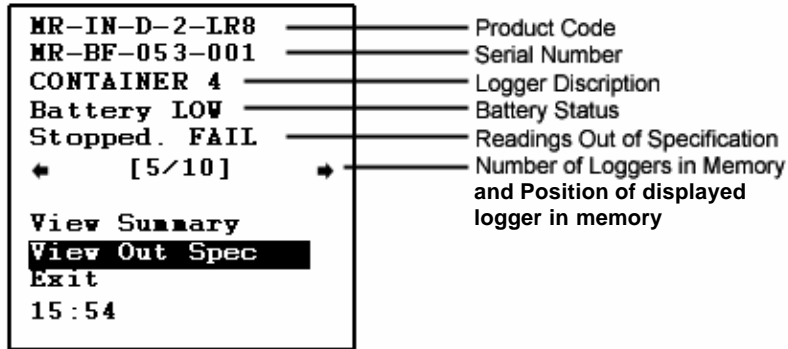 MR-IN-D-2-LR8 Product Code
MR-BF-053-001 Serial Number
CONTAINER 4 Logger Discription
Battery LOW Battery Status
Stopped. FAIL Readings Out of Specification
← [5/10] → Number of Loggers in Memory
and Position of displayed
logger in memory
View Summary
View Out Spec
Exit
15:54